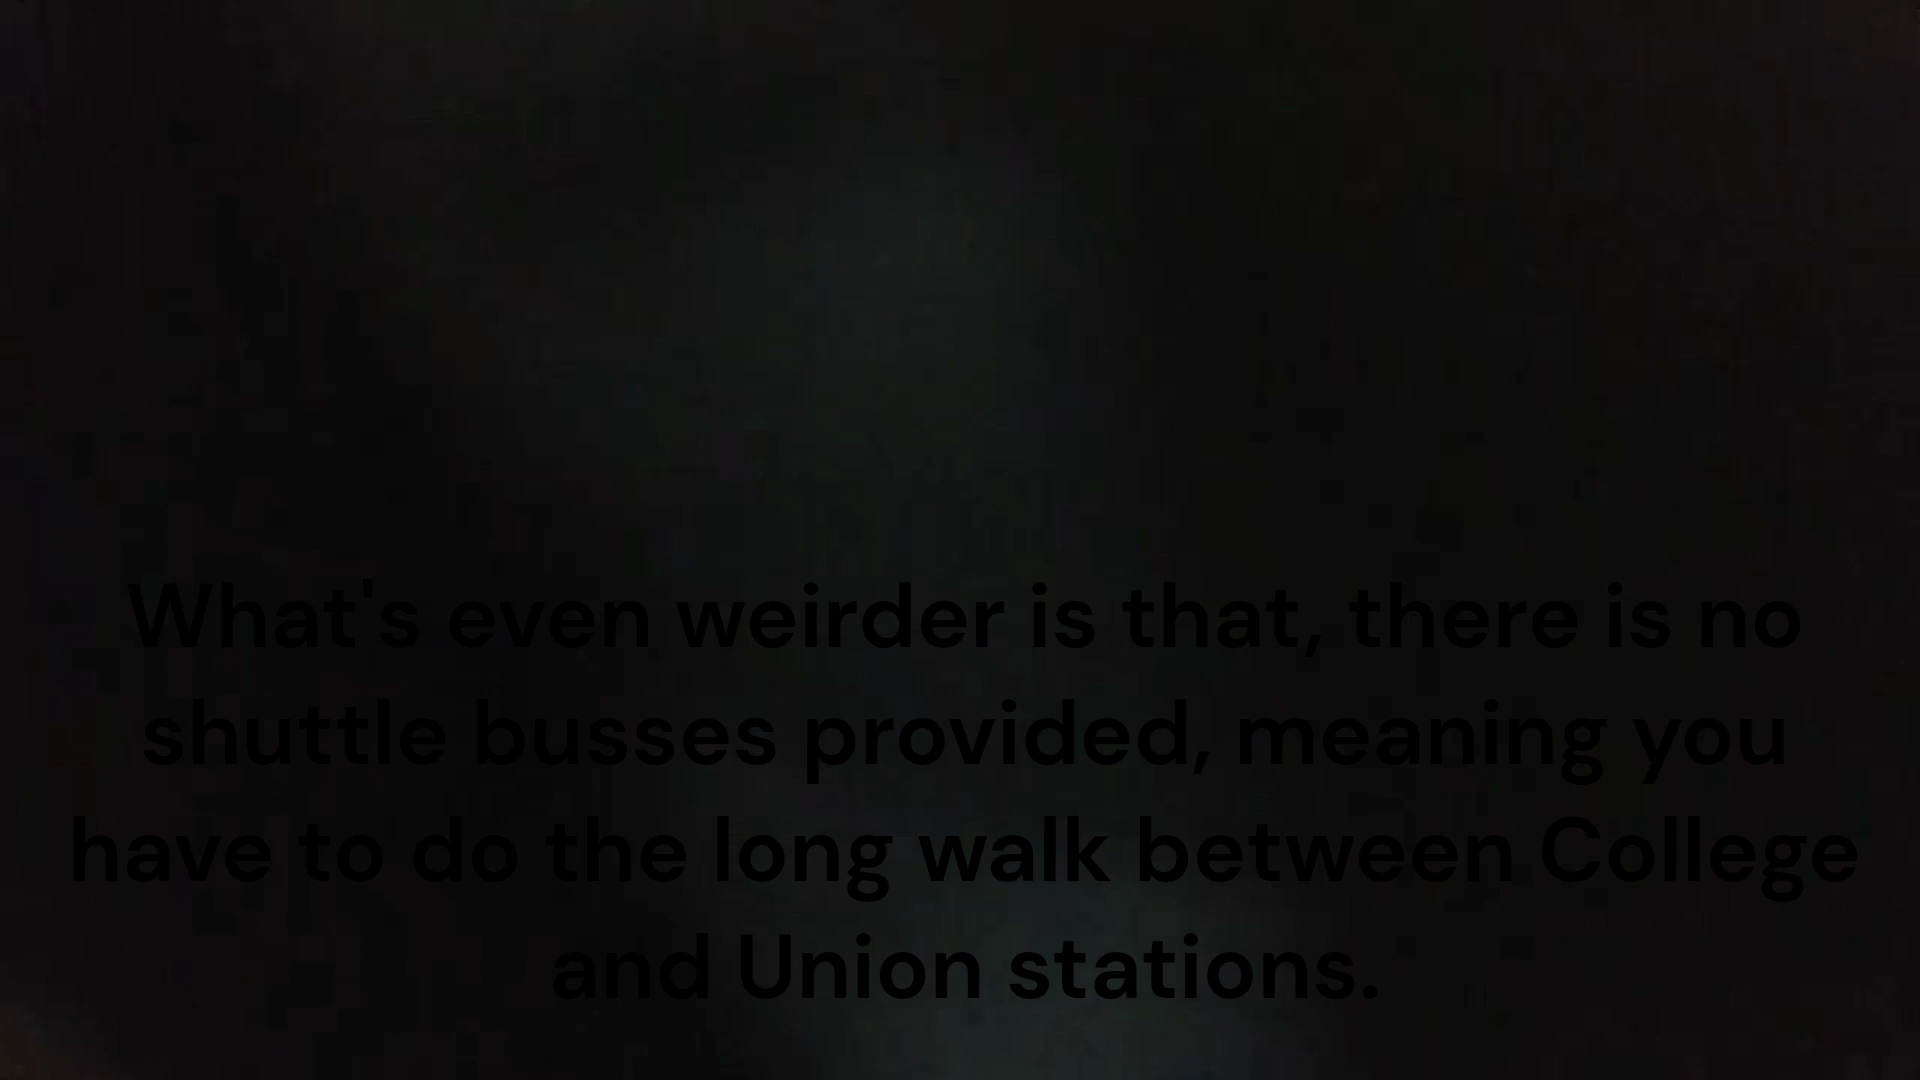 What's even weirder is that, there is no
shuttle busses provided, meaning you
have to do the long walk between College
and Union stations.